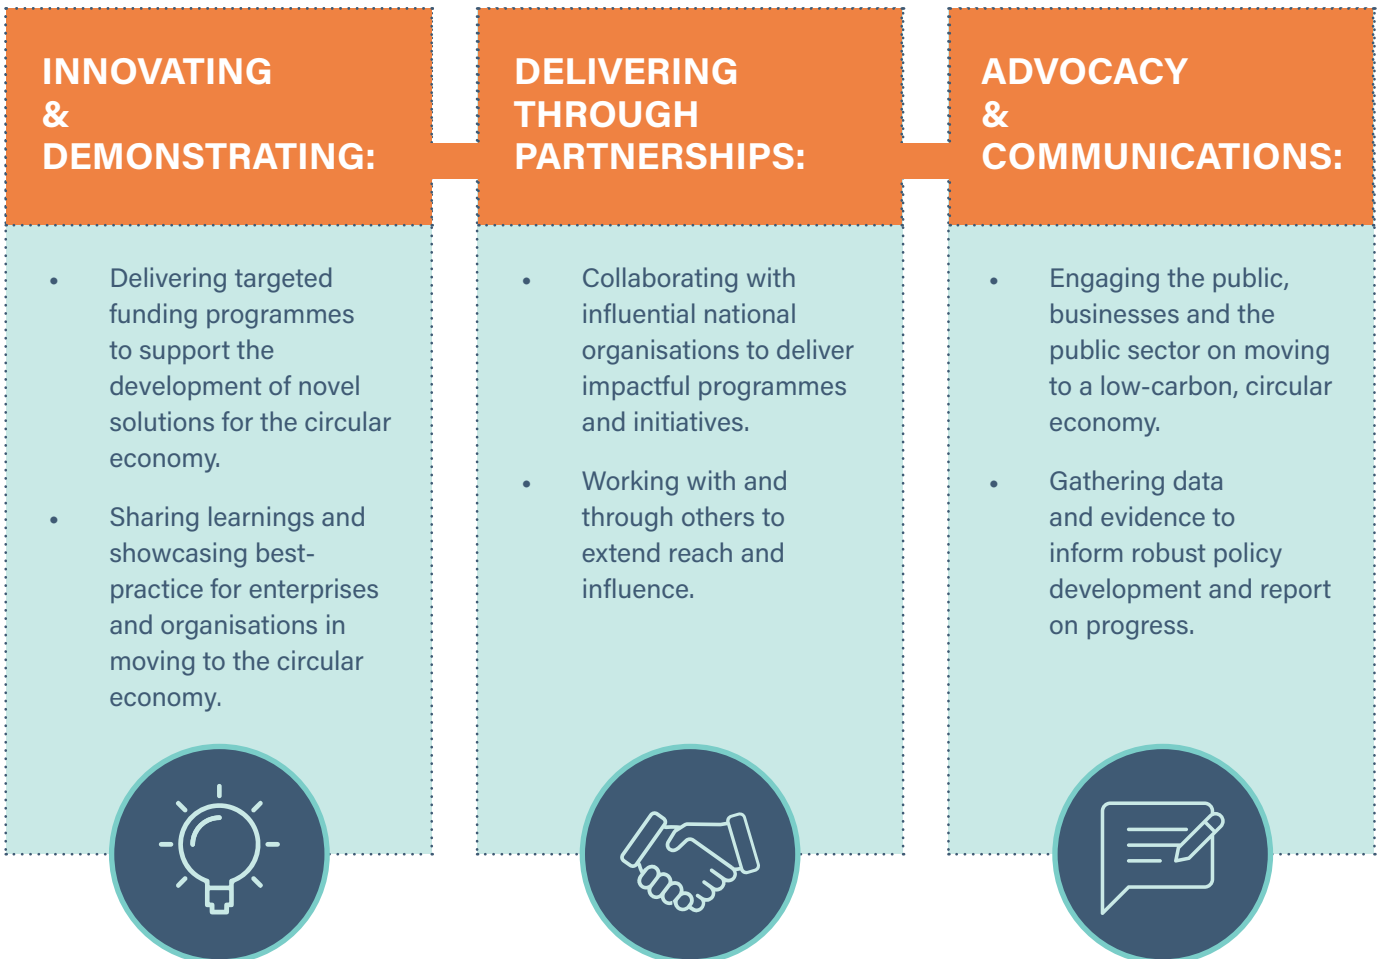 INNOVATING
&
DEMONSTRATING:
• Delivering targeted
funding programmes
to support the
development of novel
solutions for the circular
economy.
• Sharing learnings and
showcasing best-
practice for enterprises
and organisations in
moving to the circular
economy.
DELIVERING
THROUGH
PARTNERSHIPS:
• Collaborating with
influential national
organisations to deliver
impactful programmes
and initiatives.
• Working with and
through others to
extend reach and
influence.
ADVOCACY
&
COMMUNICATIONS:
• Engaging the public,
businesses and the
public sector on moving
to a low-carbon, circular
economy.
• Gathering data
and evidence to
inform robust policy
development and report
on progress.